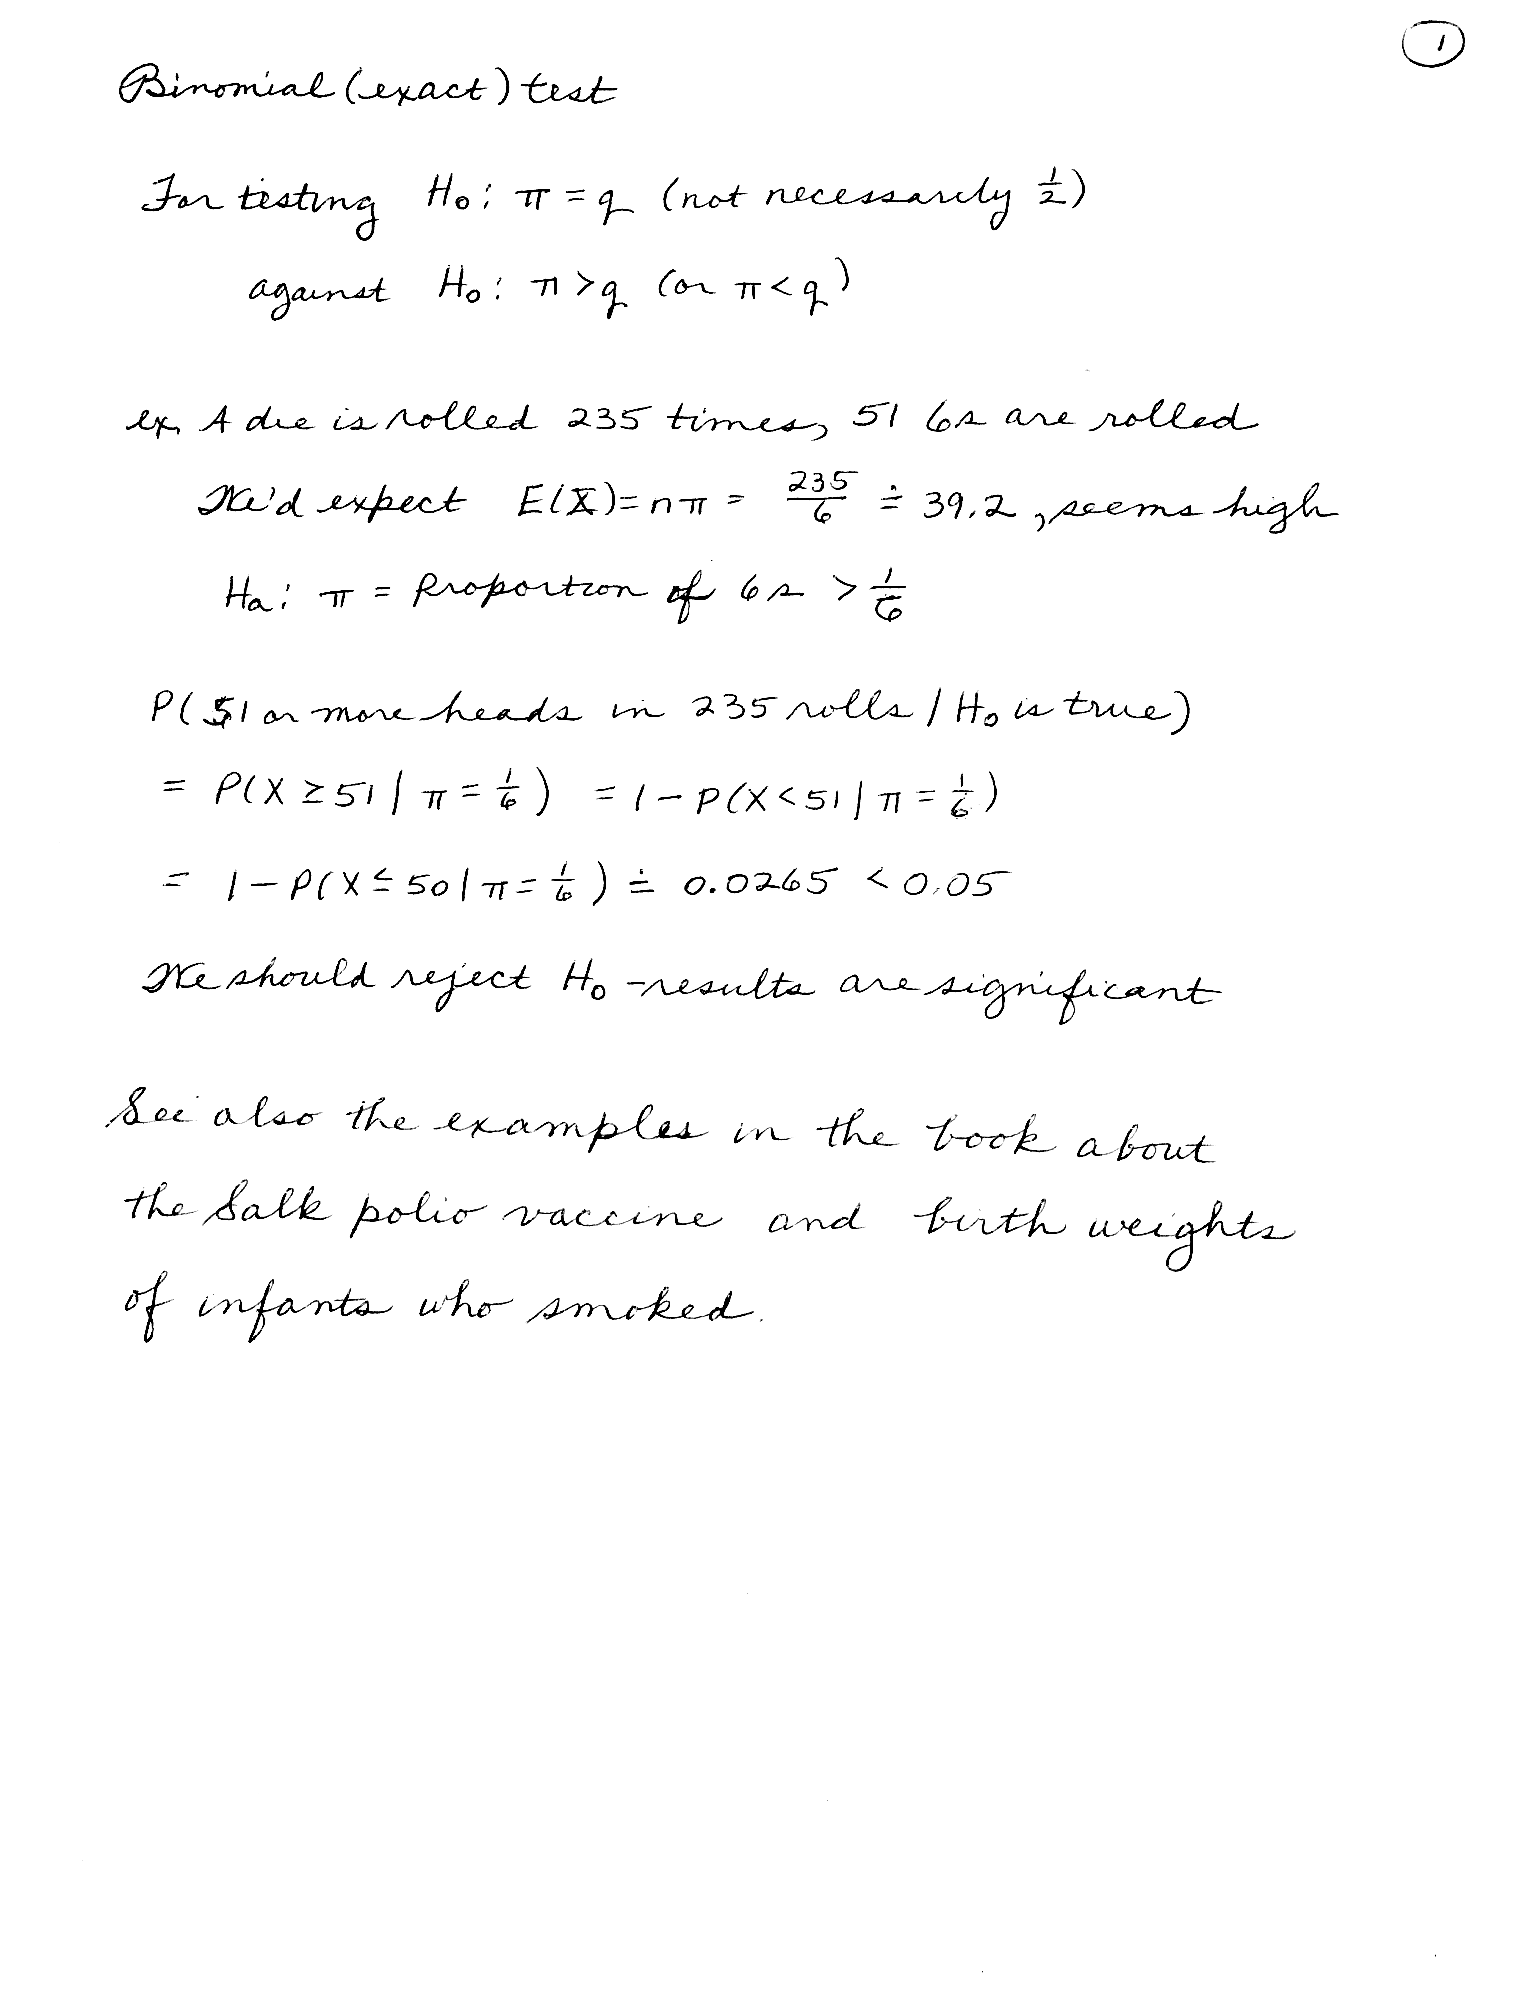 1
Binomial (exact) test
For testing H₀: π = q (not necessarily 1/2)
against H₀: π > q (or π < q)
ex. A die is rolled 235 times, 51 6s are rolled
We'd expect E(X) = nπ = 235/6 ≐ 39.2, seems high
Ha: π = Proportion of 6s > 1/6
P(51 or more heads in 235 rolls | H₀ is true)
= P(X ≥ 51 | π = 1/6) = 1 - P(X < 51 | π = 1/6)
= 1 - P(X ≤ 50 | π = 1/6) ≐ 0.0265 < 0.05
We should reject H₀ - results are significant
See also the examples in the book about
the Salk polio vaccine and birth weights
of infants who smoked.